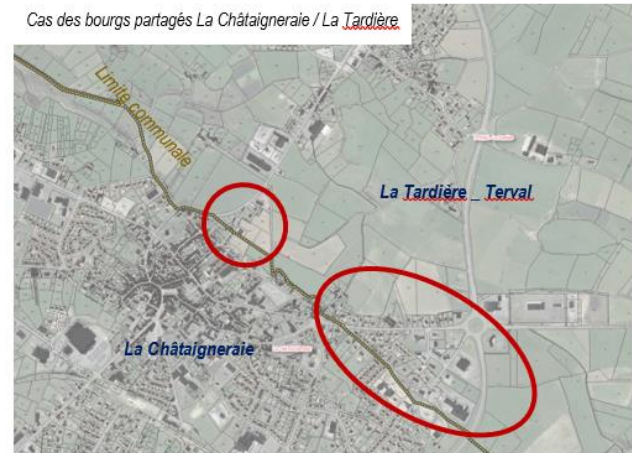 Cas des bourgs partagés La Châtaigneraie / La Tardière
Limite communale
La Tardière _ Terval
La Châtaigneraie